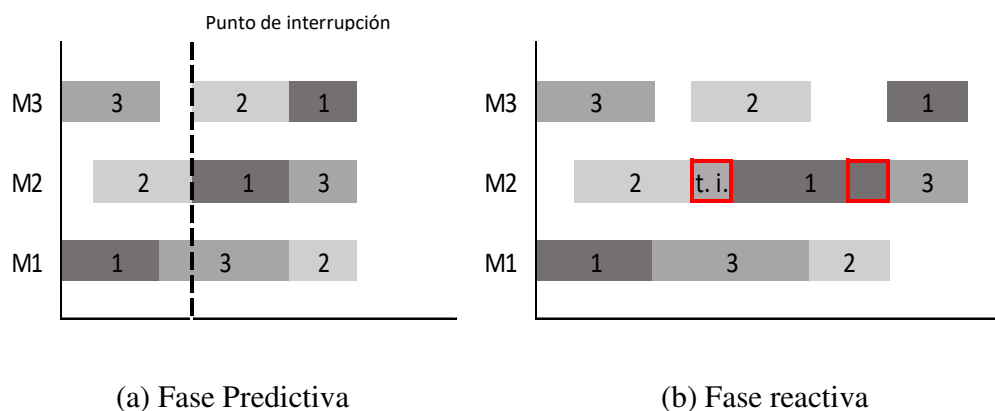 Punto de interrupción
M3 3 2 1
M2 2 1 3
M1 1 3 2
(a) Fase Predictiva
M3 3 2 1
M2 2 t. i. 1 3
M1 1 3 2
(b) Fase reactiva